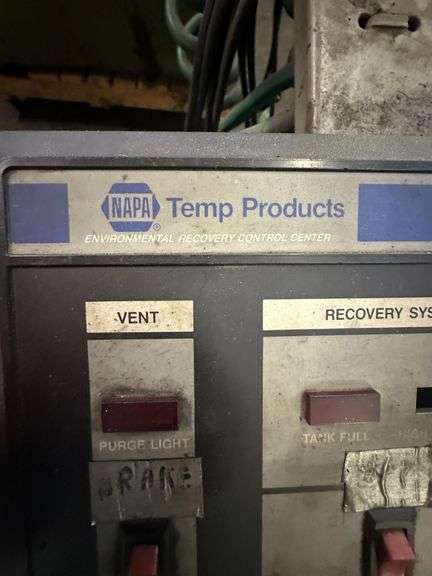 NAPA ® Temp Products
ENVIRONMENTAL RECOVERY CONTROL CENTER
VENT
RECOVERY SYS
PURGE LIGHT
TANK FULL
BRAKE